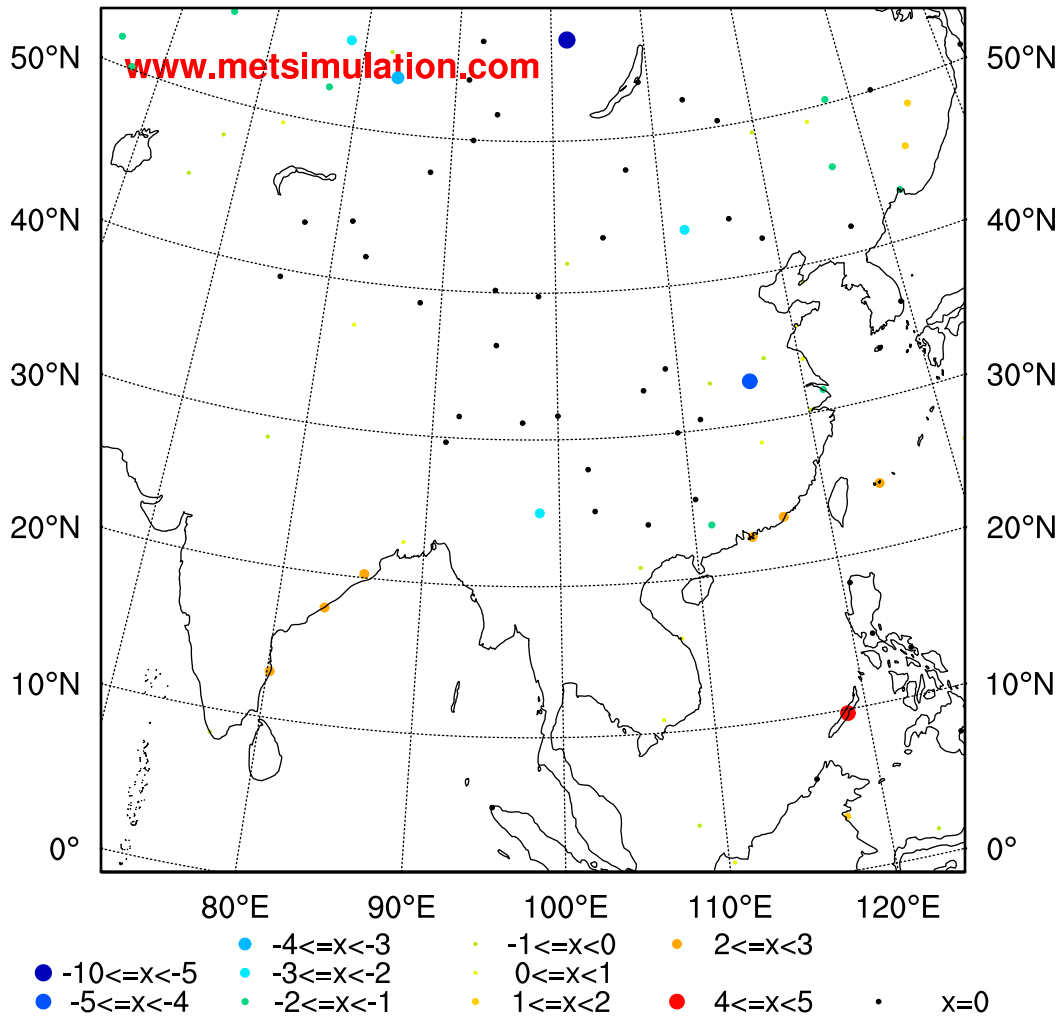 50°N 50°N
www.metsimulation.com
40°N 40°N
30°N 30°N
20°N 20°N
10°N 10°N
0° 0°
80°E 90°E 100°E 110°E 120°E
-4<=x<-3 -1<=x<0 2<=x<3
-10<=x<-5 -3<=x<-2 0<=x<1
-5<=x<-4 -2<=x<-1 1<=x<2 4<=x<5 x=0